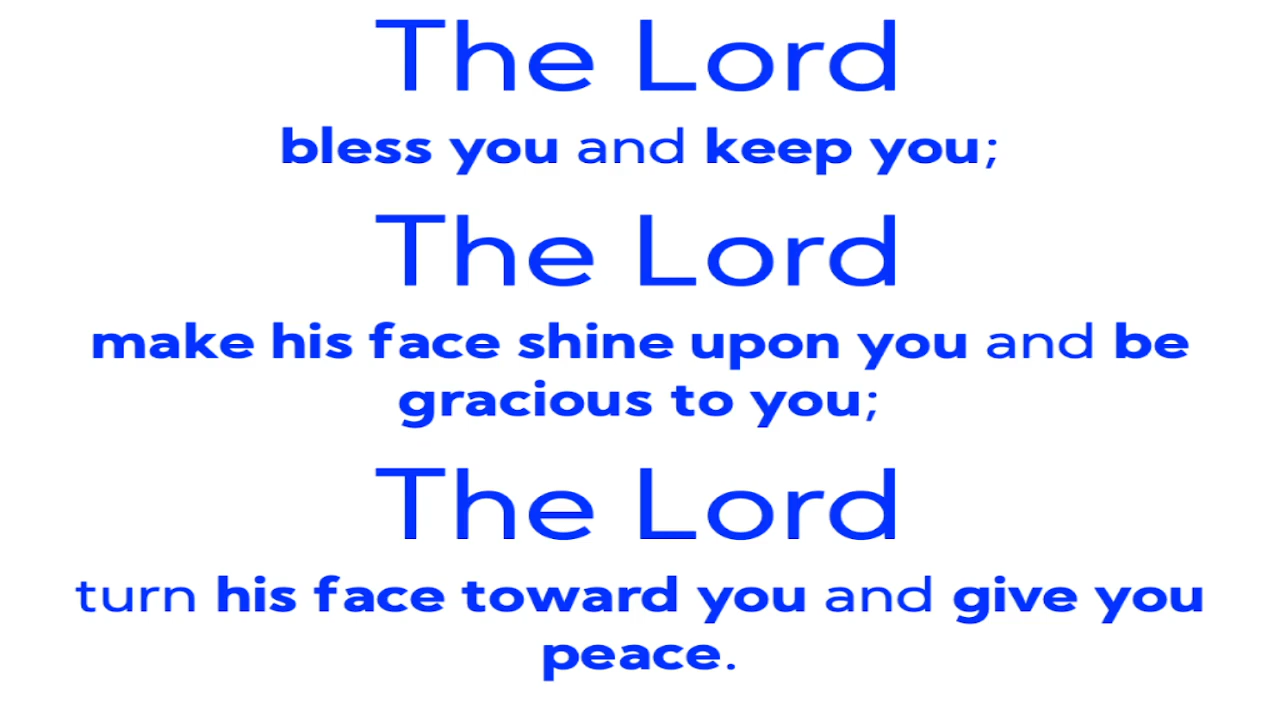 The Lord
bless you and keep you;
The Lord
make his face shine upon you and be
gracious to you;
The Lord
turn his face toward you and give you
peace.